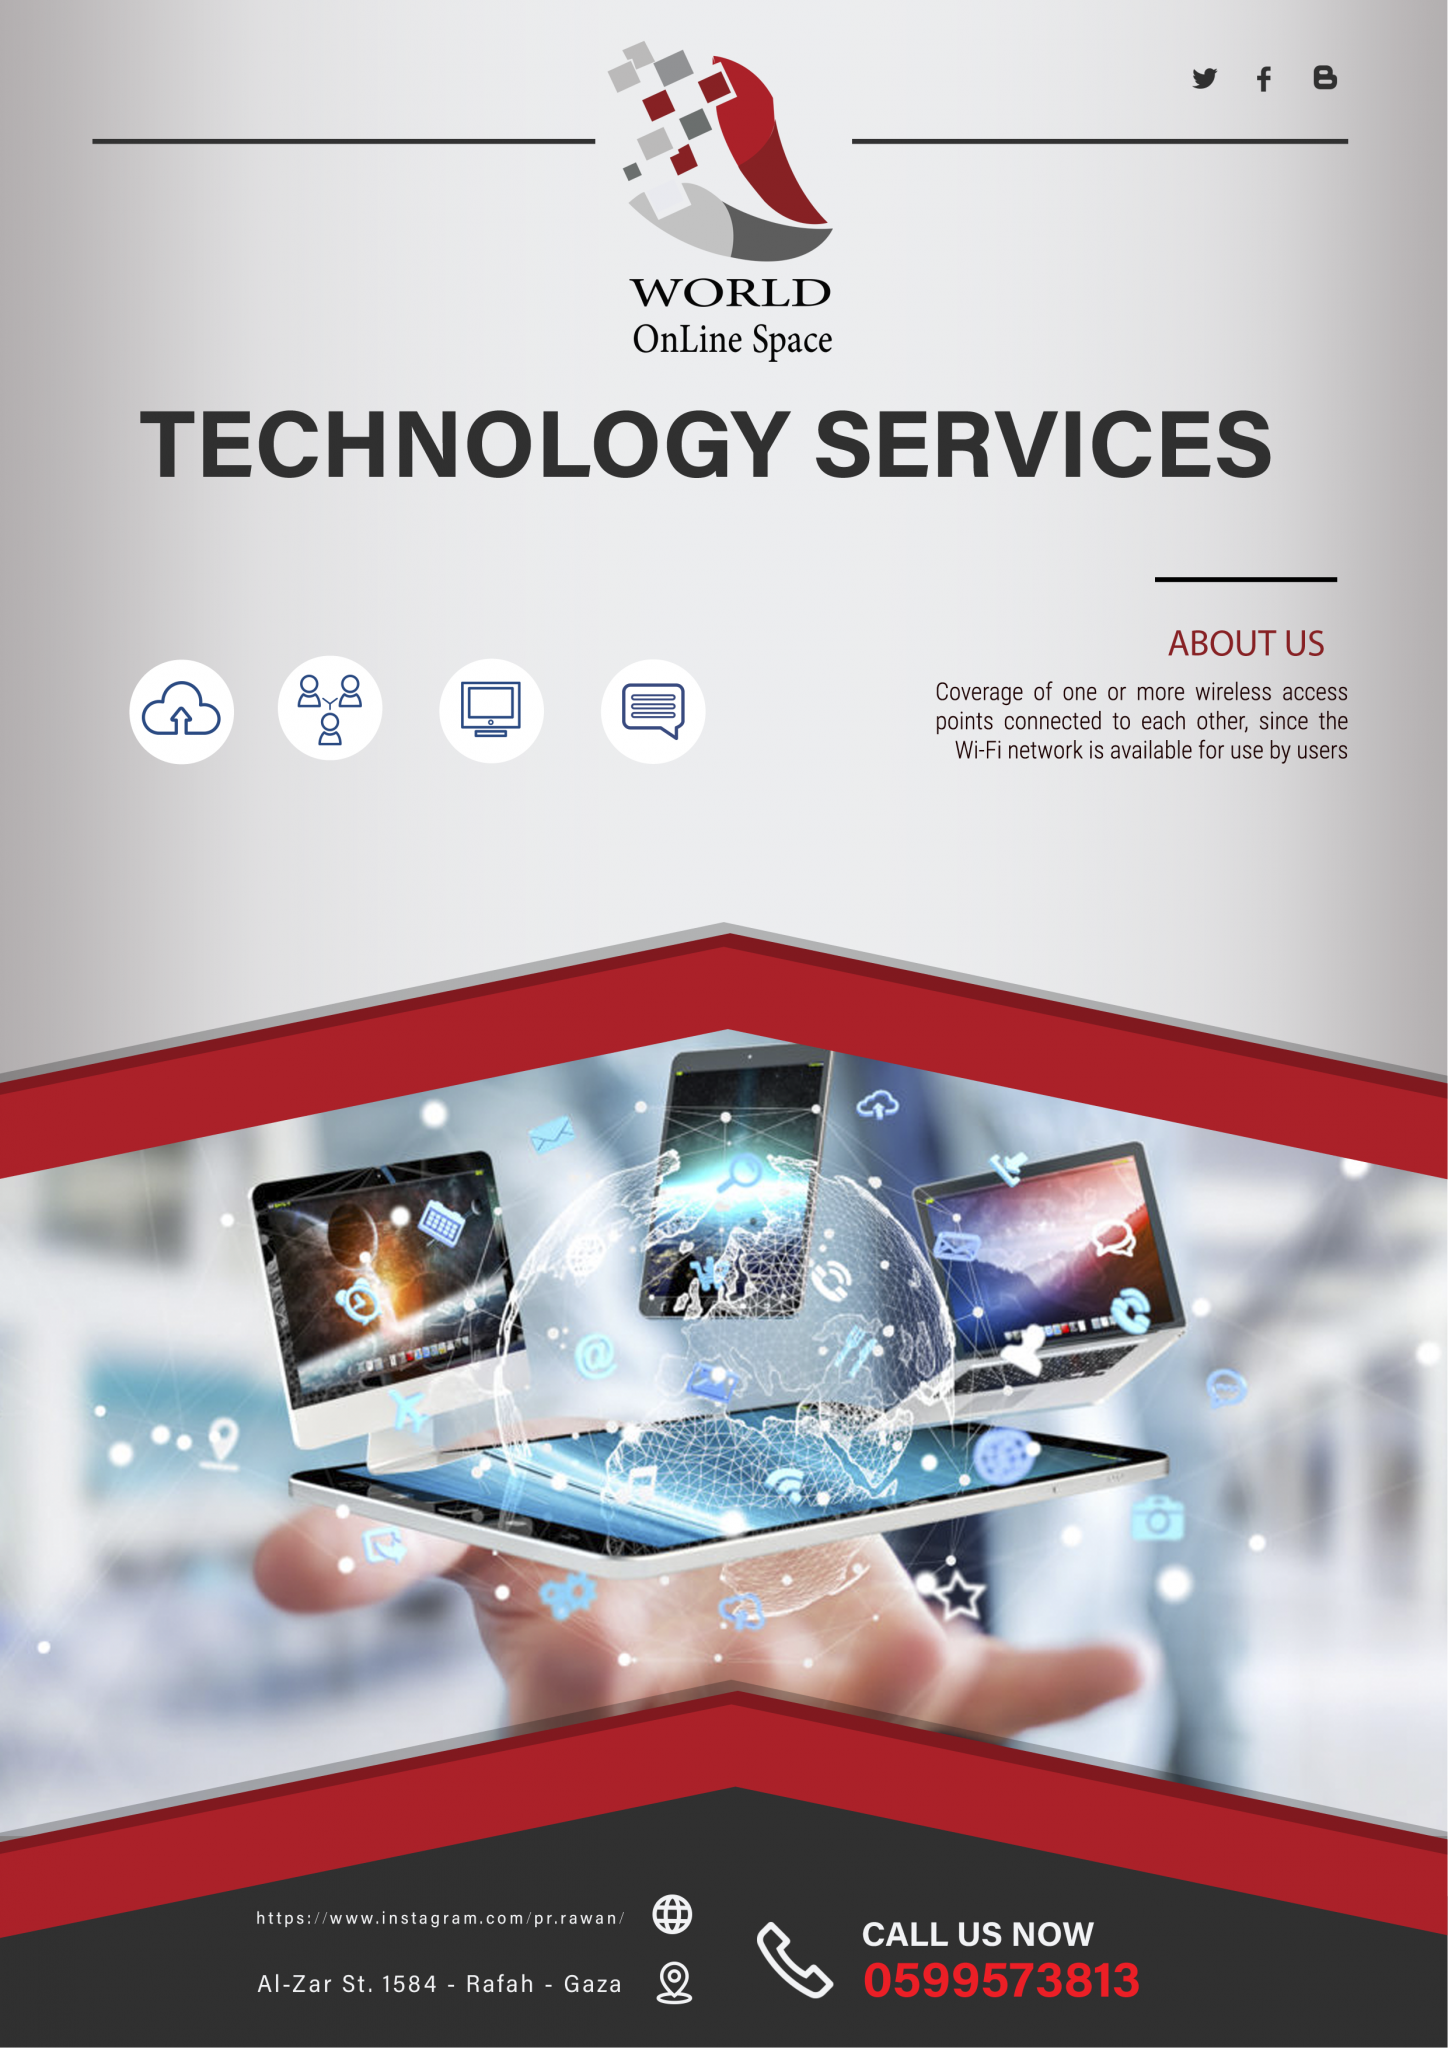 WORLD
OnLine Space
TECHNOLOGY SERVICES
ABOUT US
Coverage of one or more wireless access
points connected to each other, since the
Wi-Fi network is available for use by users
https://www.instagram.com/pr.rawan/
Al-Zar St. 1584 - Rafah - Gaza
CALL US NOW
0599573813